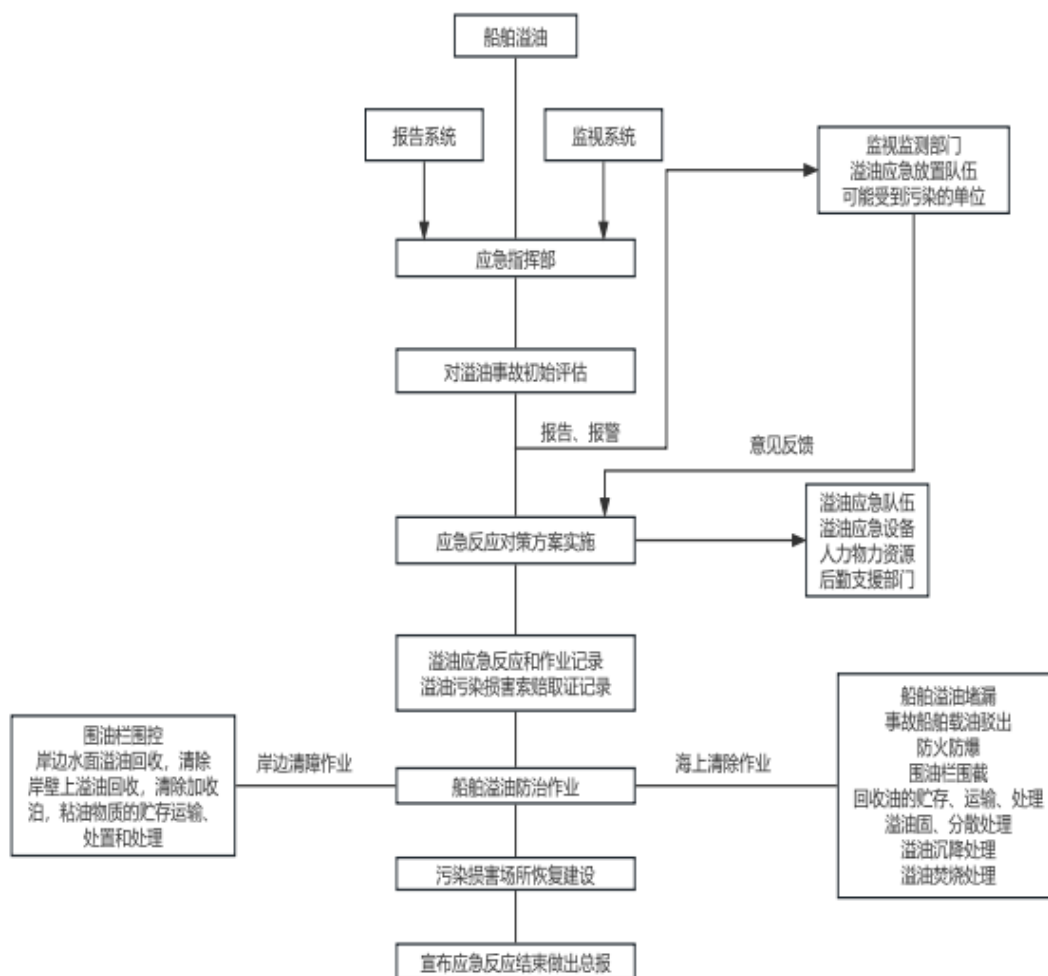 船舶溢油
报告系统
监视系统
监视监测部门
溢油应急放置队伍
可能受到污染的单位
应急指挥部
对溢油事故初始评估
报告、报警
意见反馈
应急反应对策方案实施
溢油应急队伍
溢油应急设备
人力物力资源
后勤支援部门
溢油应急反应和作业记录
溢油污染损害索赔取证记录
围油栏围控
岸边水面溢油回收，清除
岸壁上溢油回收，清除加收
泊，粘油物质的贮存运输、
处置和处理
岸边清障作业
船舶溢油防治作业
海上清除作业
船舶溢油堵漏
事故船舶载油驳出
防火防爆
围油栏围截
回收油的贮存、运输、处理
溢油固、分散处理
溢油沉降处理
溢油焚烧处理
污染损害场所恢复建设
宣布应急反应结束做出总报